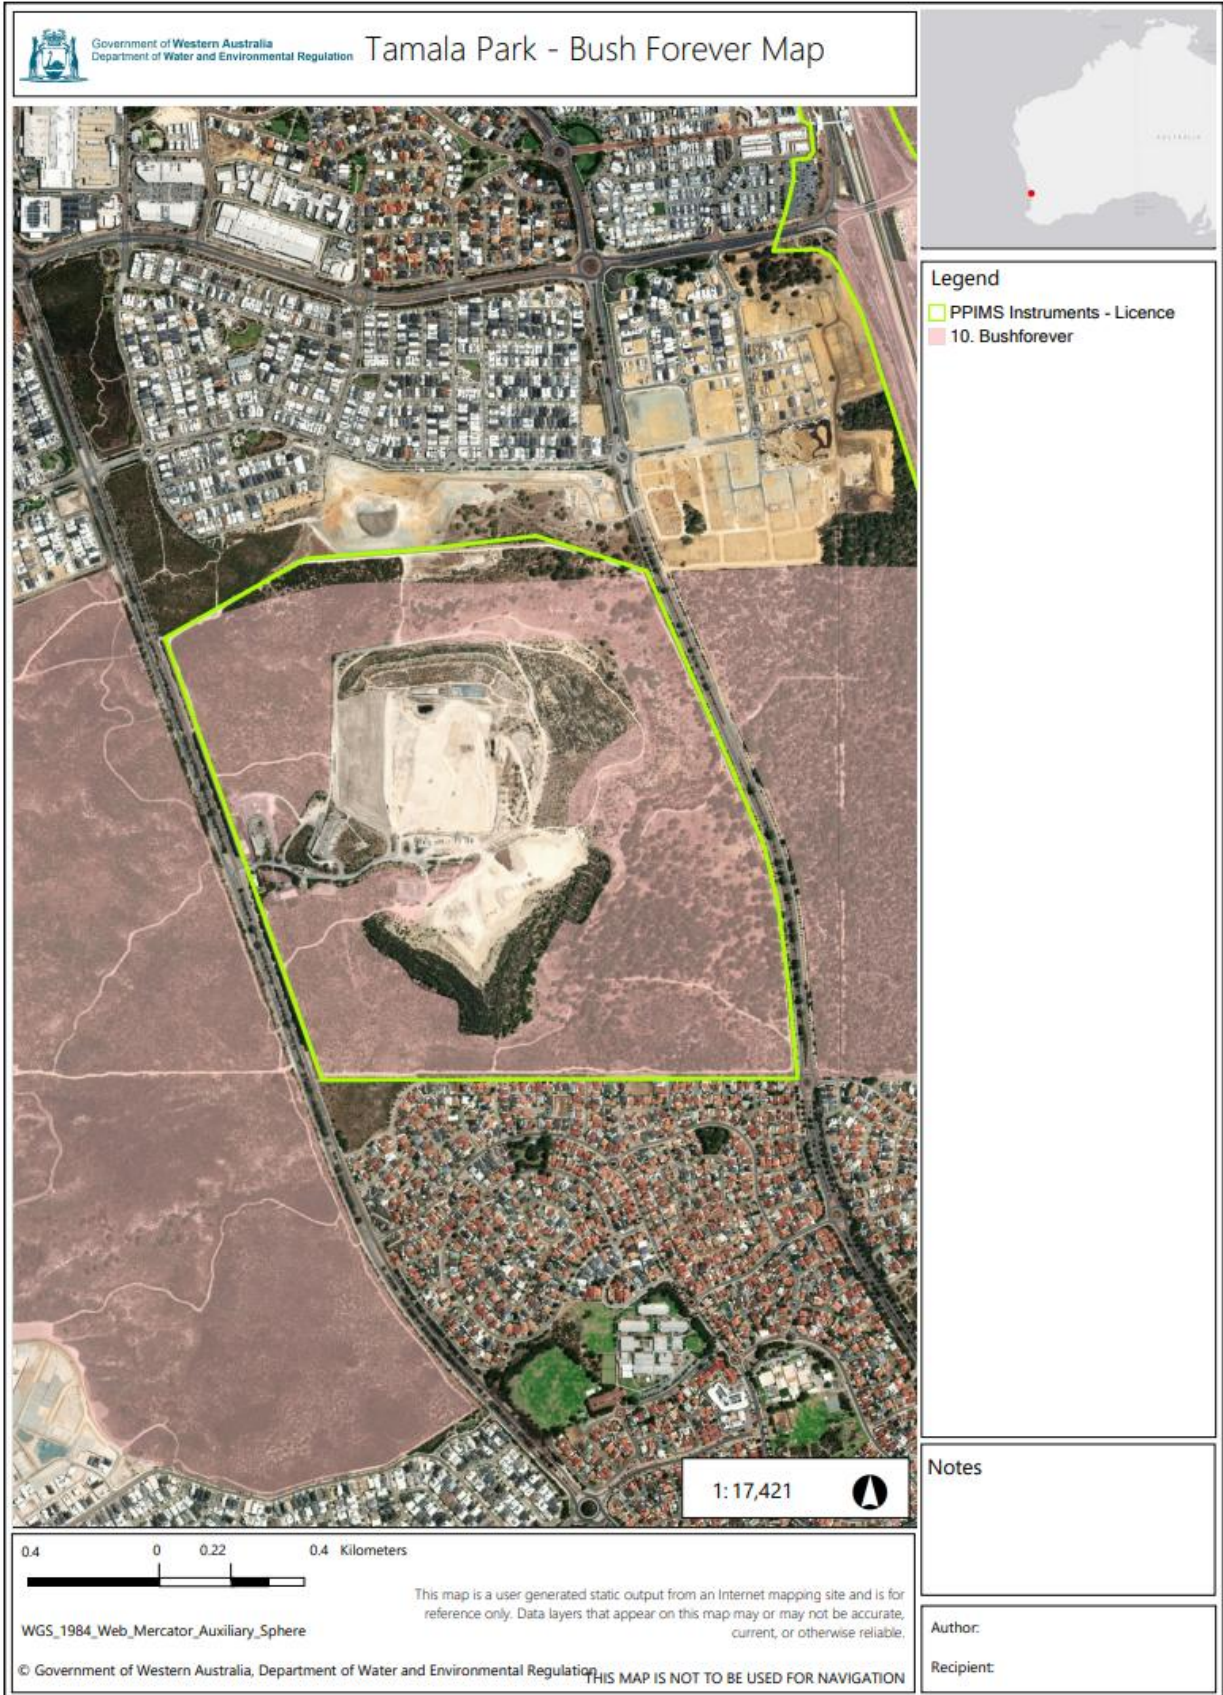 Government of Western Australia
Department of Water and Environmental Regulation
Tamala Park - Bush Forever Map
AUSTRALIA
Legend
PPIMS Instruments - Licence
10. Bushforever
1: 17,421
Notes
0.4 0 0.22 0.4 Kilometers
This map is a user generated static output from an Internet mapping site and is for
reference only. Data layers that appear on this map may or may not be accurate,
current, or otherwise reliable.
WGS_1984_Web_Mercator_Auxiliary_Sphere
© Government of Western Australia, Department of Water and Environmental Regulation
THIS MAP IS NOT TO BE USED FOR NAVIGATION
Author:
Recipient: